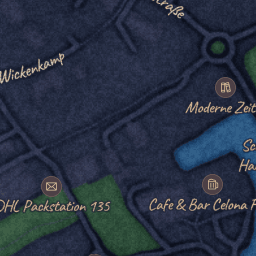 straße
Wickenkamp
Moderne Zeit
Sc
Ha
DHL Packstation 135
Cafe & Bar Celona F